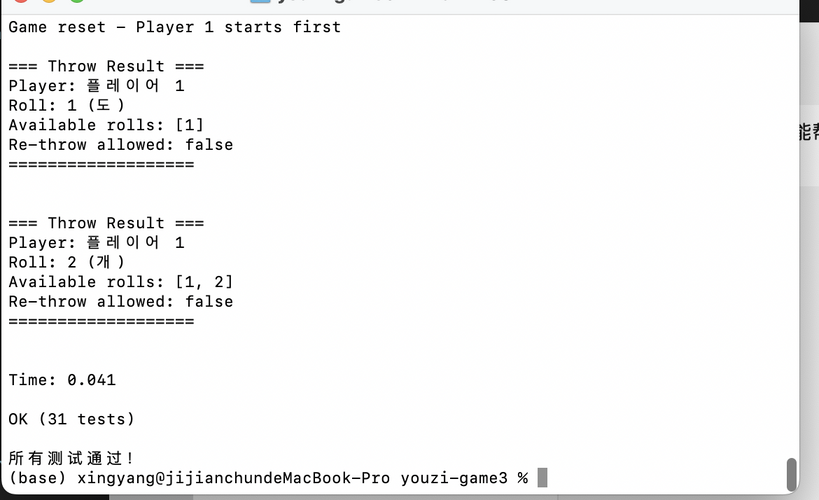 Game reset – Player 1 starts first
=== Throw Result ===
Player: 플레이어 1
Roll: 1 (도)
Available rolls: [1]
Re-throw allowed: false
===================
=== Throw Result ===
Player: 플레이어 1
Roll: 2 (개)
Available rolls: [1, 2]
Re-throw allowed: false
===================
Time: 0.041
OK (31 tests)
所有测试通过!
(base) xingyang@jijianchundeMacBook-Pro youzi-game3 %
能帮